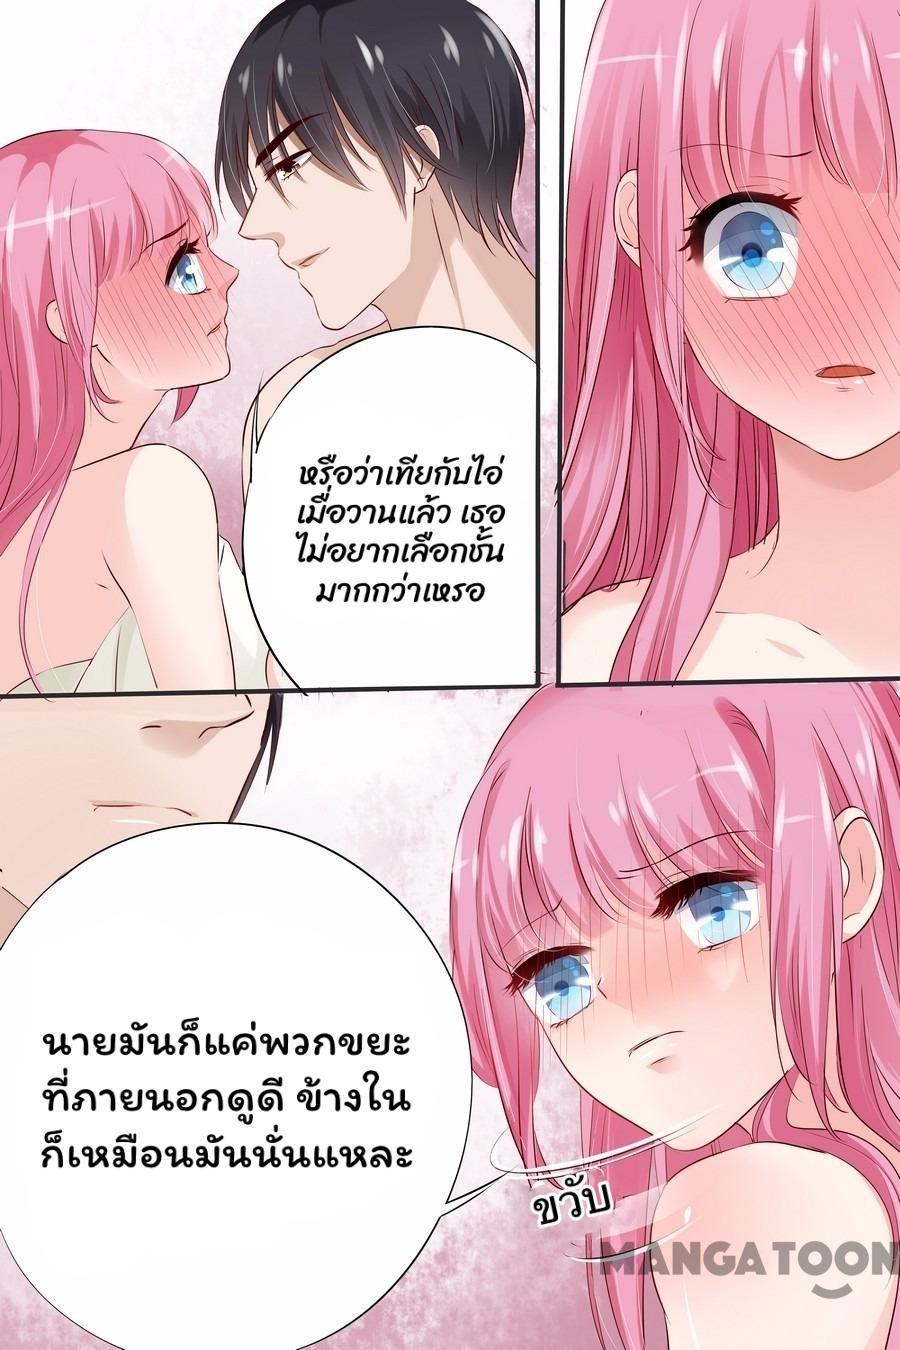 หรือว่าเทียกับไอ่
เมื่อวานแล้ว เธอ
ไม่อยากเลือกชั้น
มากกว่าเหรอ
นายมันก็แค่พวกขยะ
ที่ภายนอกดูดี ข้างใน
ก็เหมือนมันนั่นแหละ
ขวับ
MANGATOON